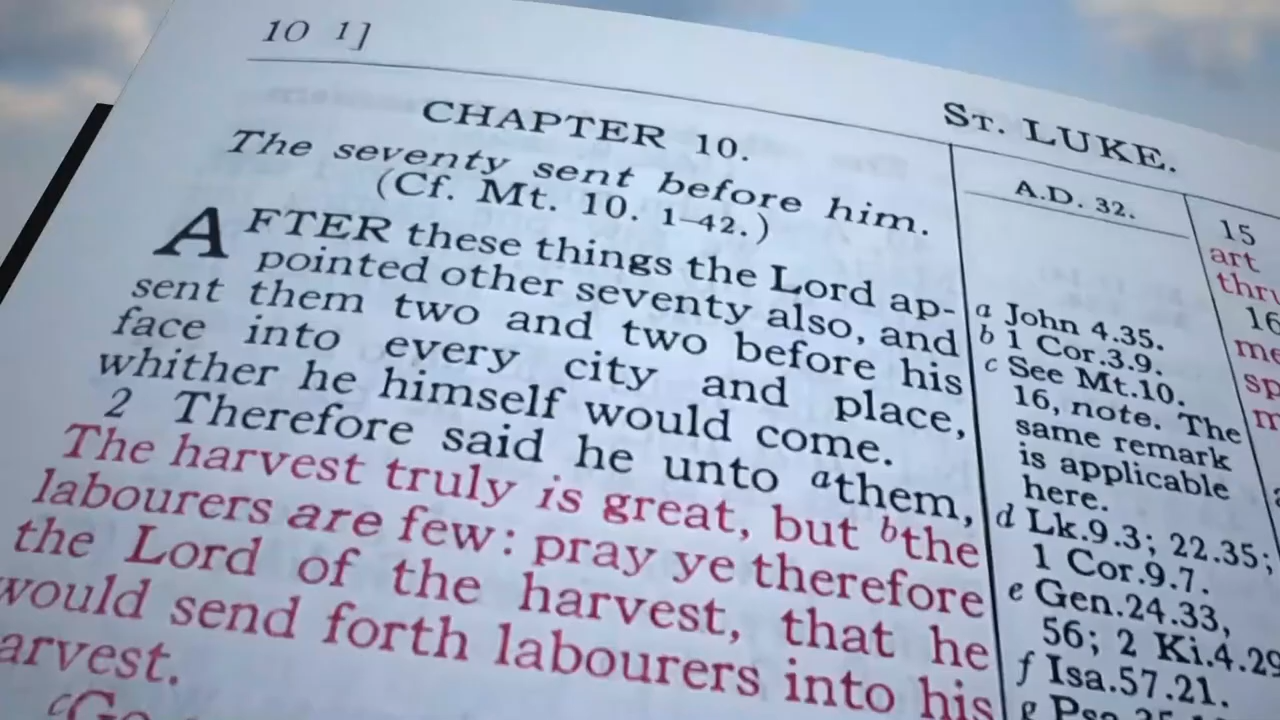 10 1]
ST. LUKE.
CHAPTER 10.
The seventy sent before him.
(Cf. Mt. 10. 1–42.)
AFTER these things the Lord ap-
pointed other seventy also, and
sent them two and two before his
face into every city and place,
whither he himself would come.
2 Therefore said he unto ᵃthem,
The harvest truly is great, but ᵇthe
labourers are few: pray ye therefore
the Lord of the harvest, that he
would send forth labourers into his
arvest.
A.D. 32.
a John 4.35.
b 1 Cor.3.9.
c See Mt.10.
16, note. The
same remark
is applicable
here.
d Lk.9.3; 22.35;
1 Cor.9.7.
e Gen.24.33,
56; 2 Ki.4.29
f Isa.57.21.
15
art
thru
16
me
sp
m